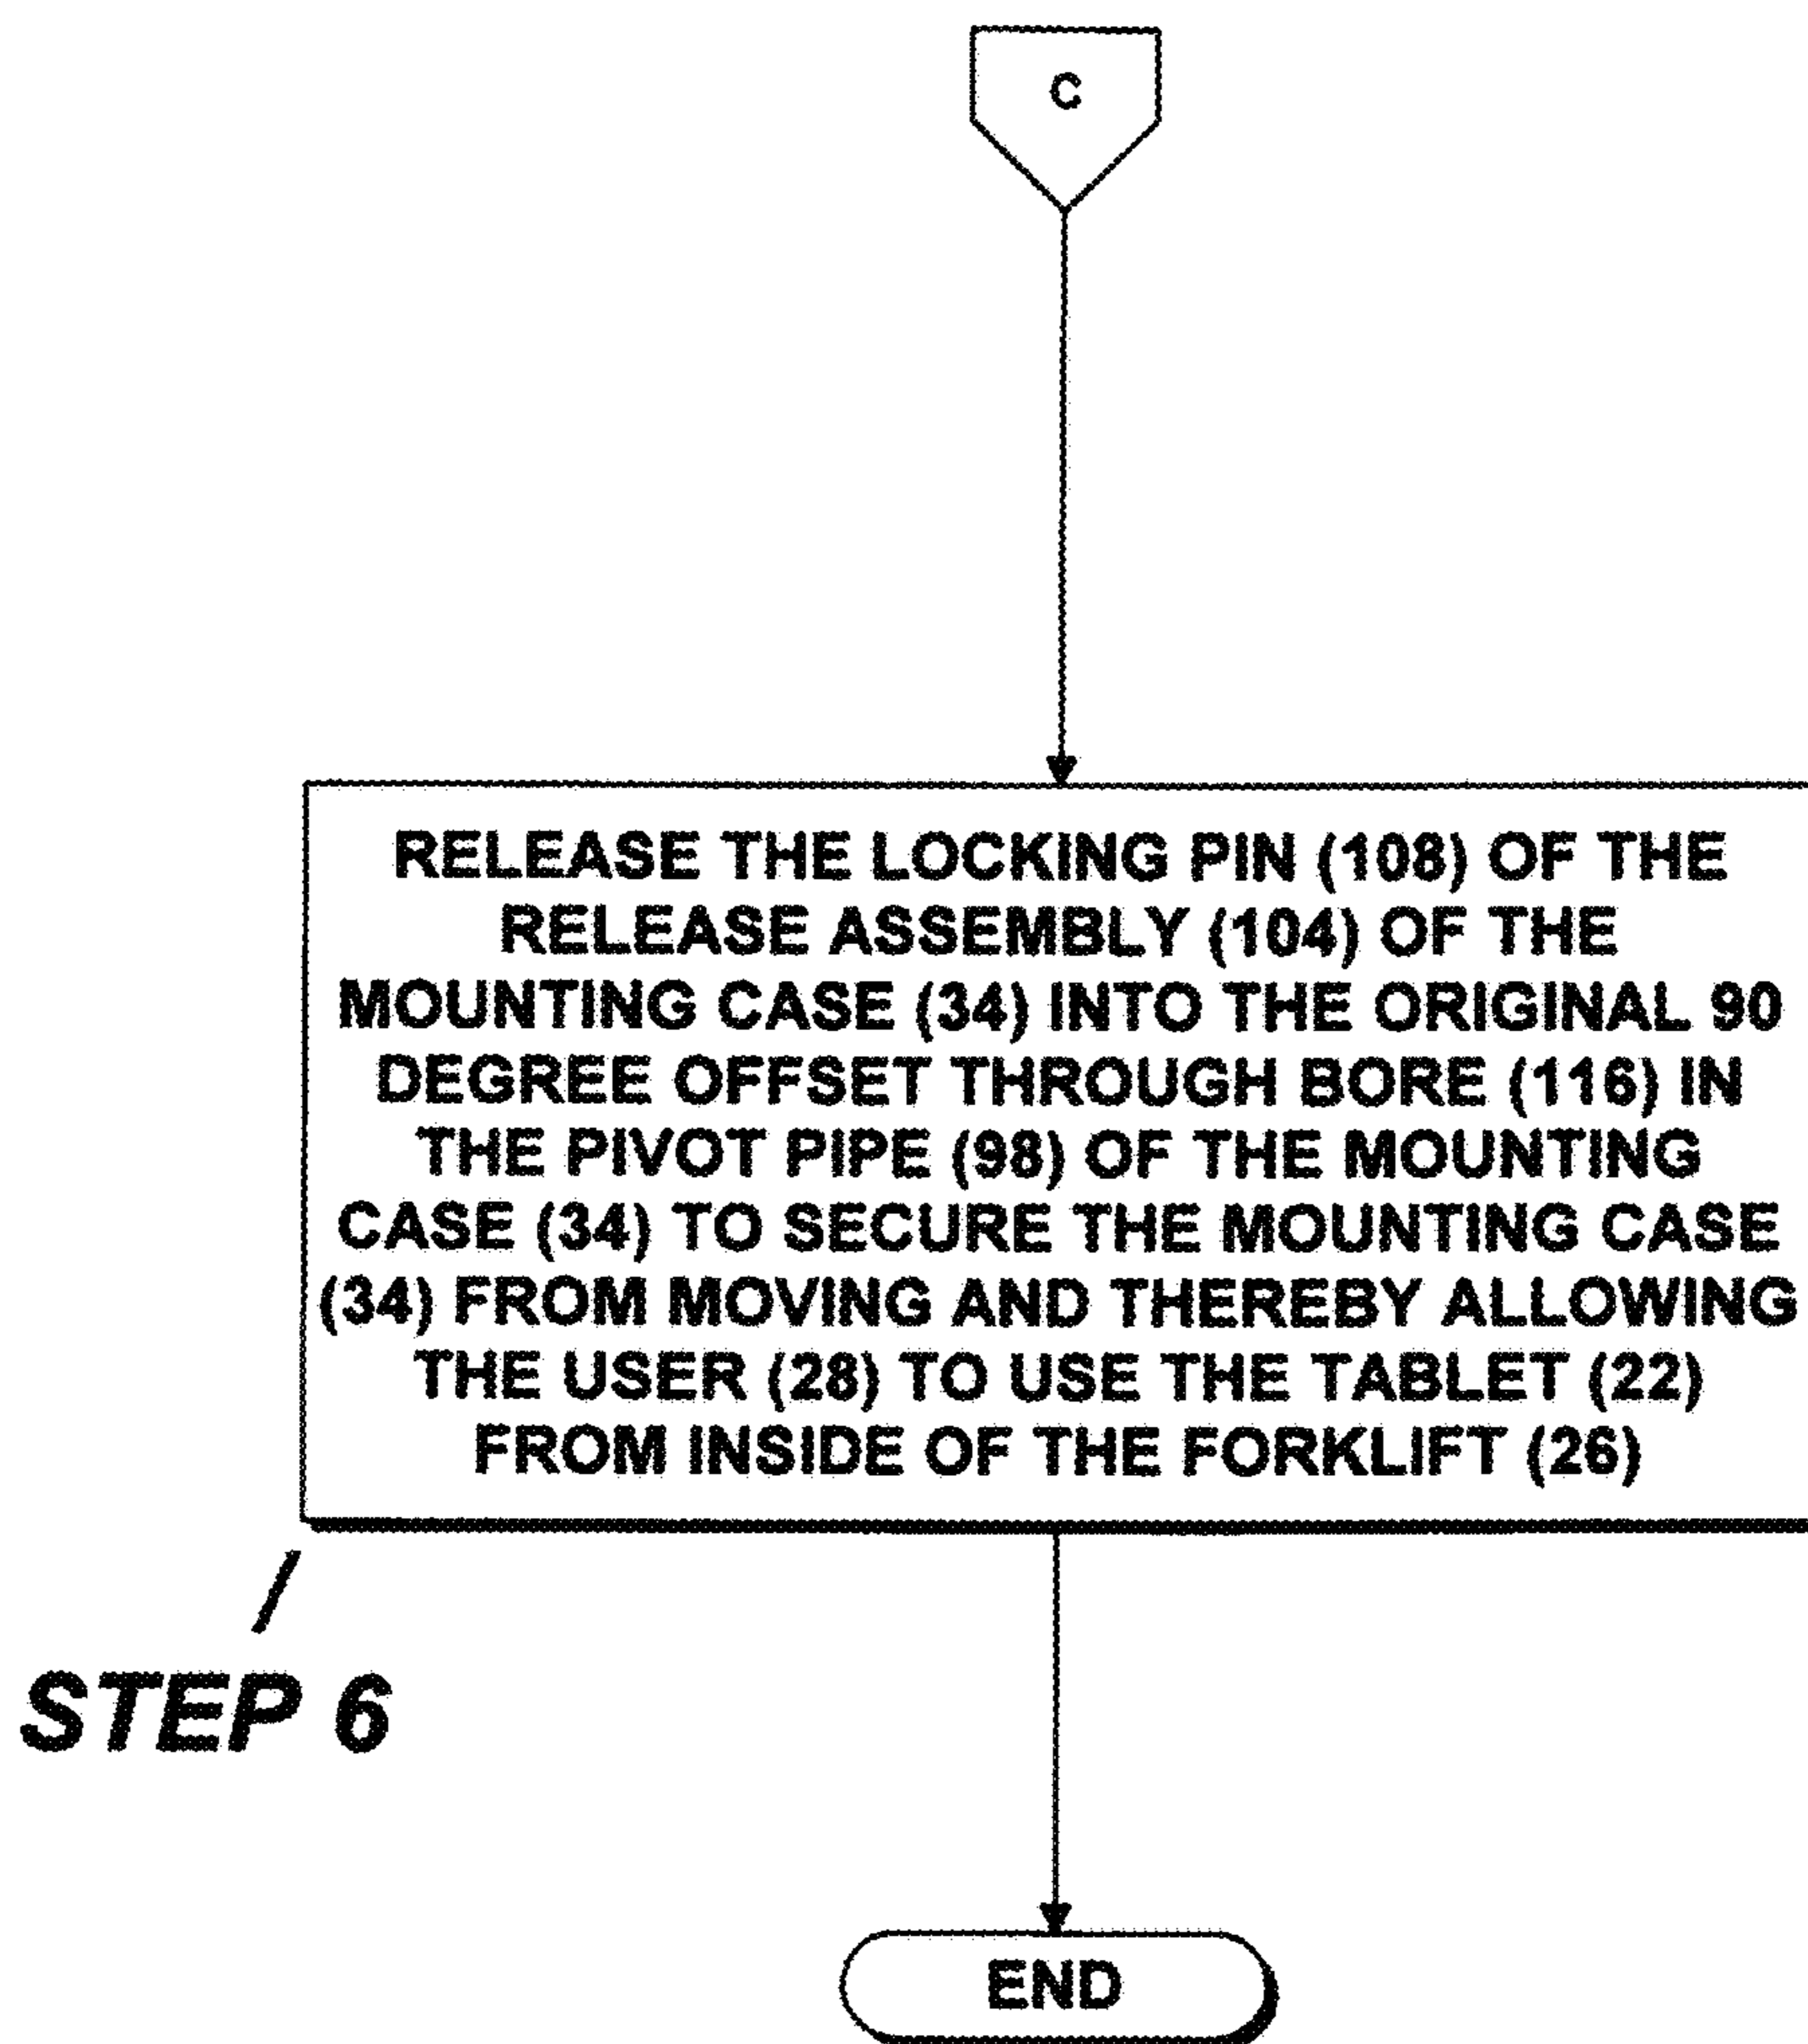 C
RELEASE THE LOCKING PIN (108) OF THE
RELEASE ASSEMBLY (104) OF THE
MOUNTING CASE (34) INTO THE ORIGINAL 90
DEGREE OFFSET THROUGH BORE (116) IN
THE PIVOT PIPE (98) OF THE MOUNTING
CASE (34) TO SECURE THE MOUNTING CASE
(34) FROM MOVING AND THEREBY ALLOWING
THE USER (28) TO USE THE TABLET (22)
FROM INSIDE OF THE FORKLIFT (26)
STEP 6
END